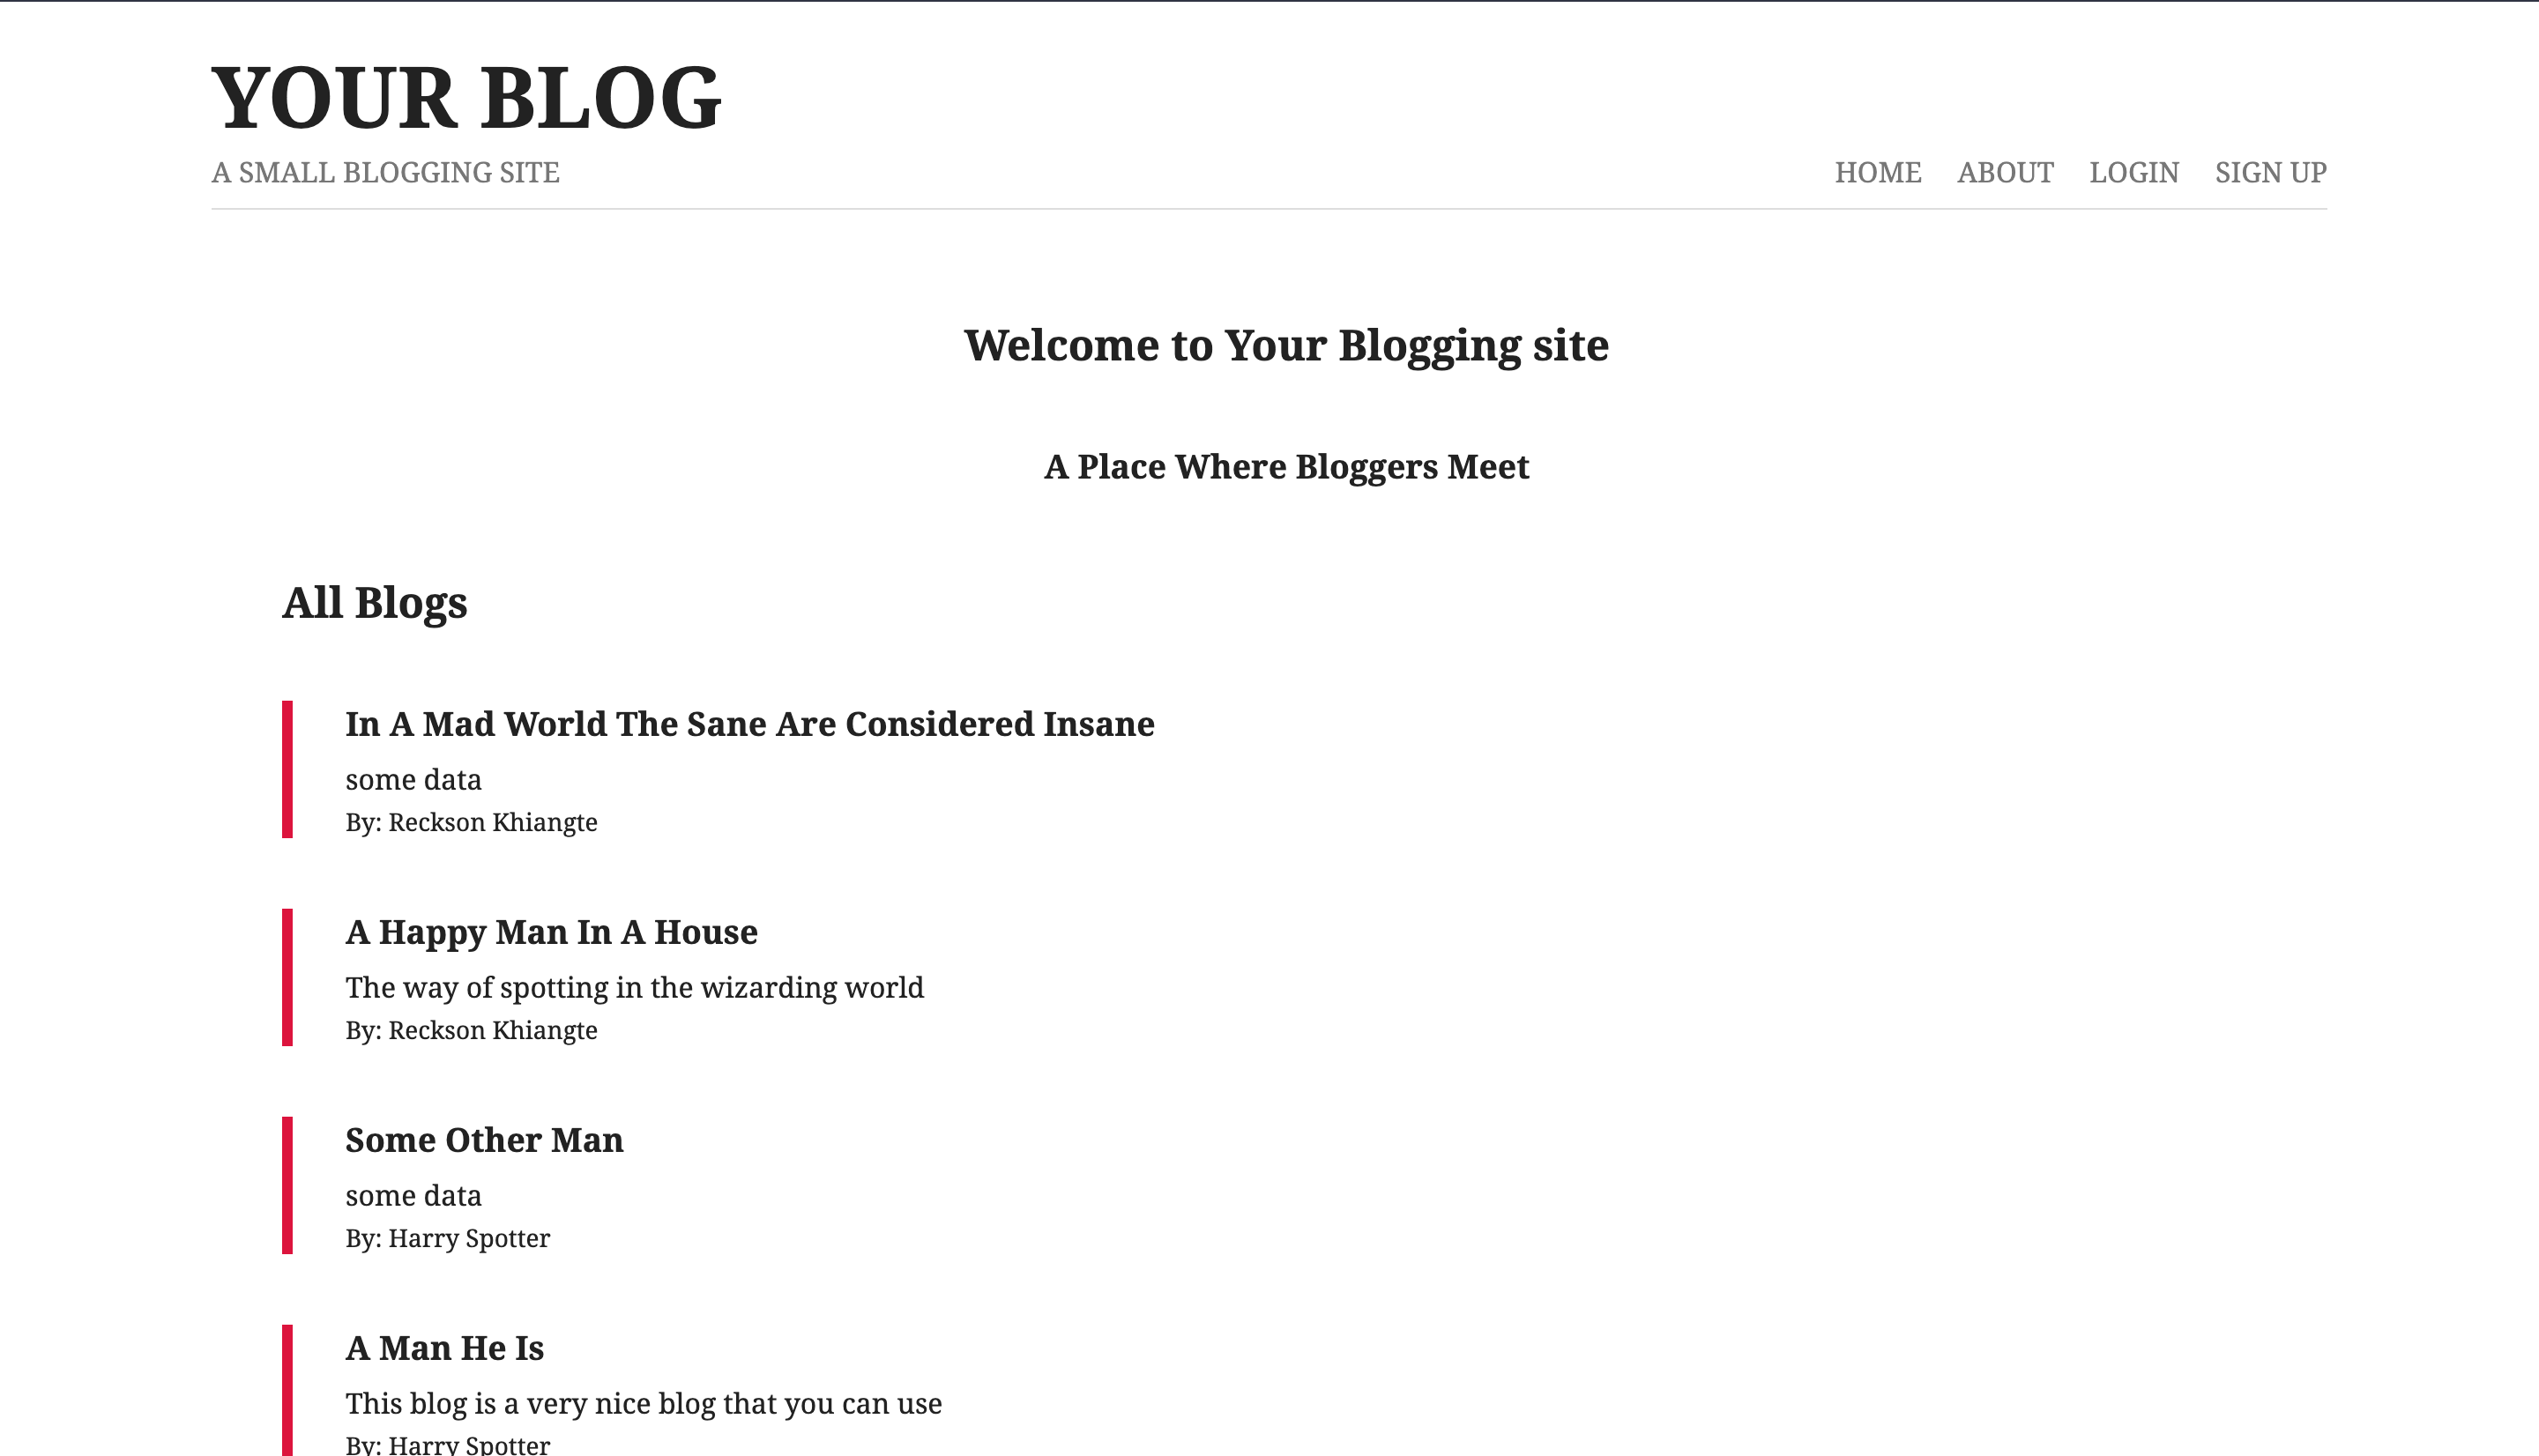 YOUR BLOG
A SMALL BLOGGING SITE
HOME ABOUT LOGIN SIGN UP
Welcome to Your Blogging site
A Place Where Bloggers Meet
All Blogs
In A Mad World The Sane Are Considered Insane
some data
By: Reckson Khiangte
A Happy Man In A House
The way of spotting in the wizarding world
By: Reckson Khiangte
Some Other Man
some data
By: Harry Spotter
A Man He Is
This blog is a very nice blog that you can use
By: Harry Spotter